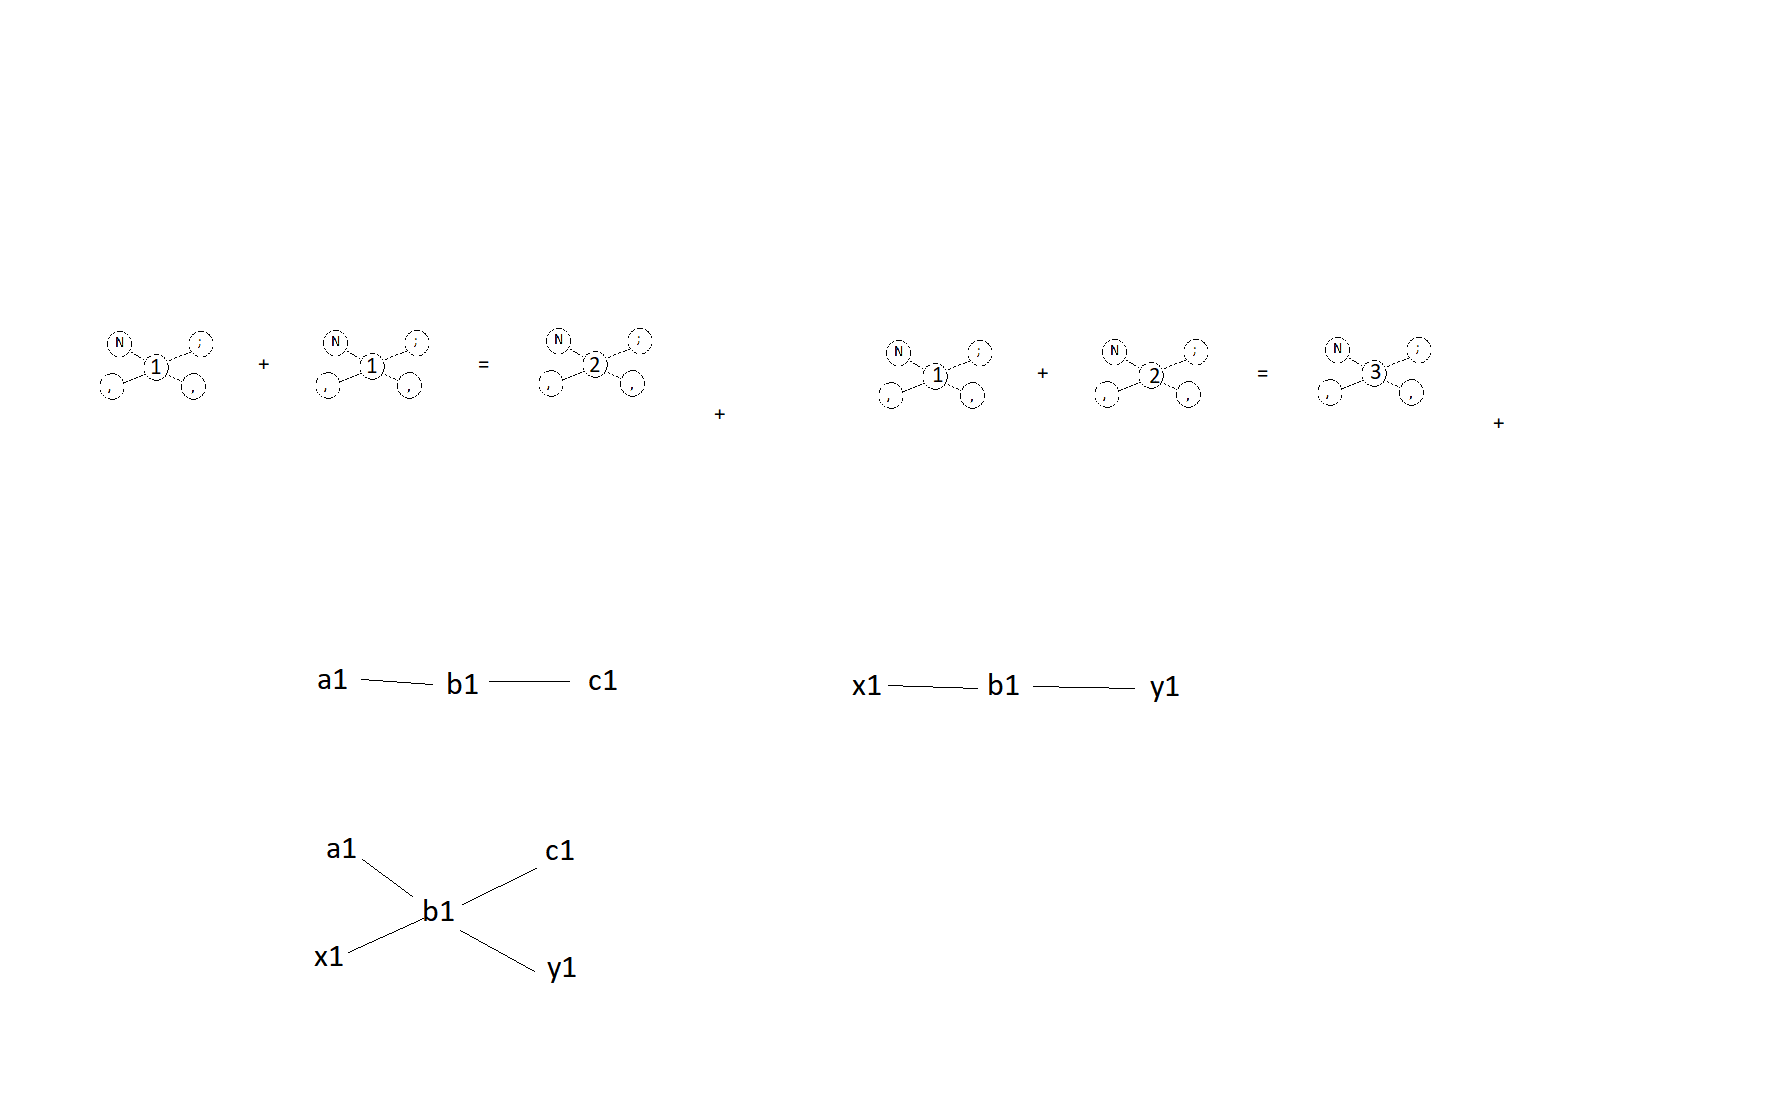 N ; N ; N ;
1 + 1 = 2
, , , , , ,
+
N ; N ; N ;
1 + 2 = 3
, , , , , ,
+
a1 b1 c1
x1 b1 y1
a1 c1
b1
x1 y1